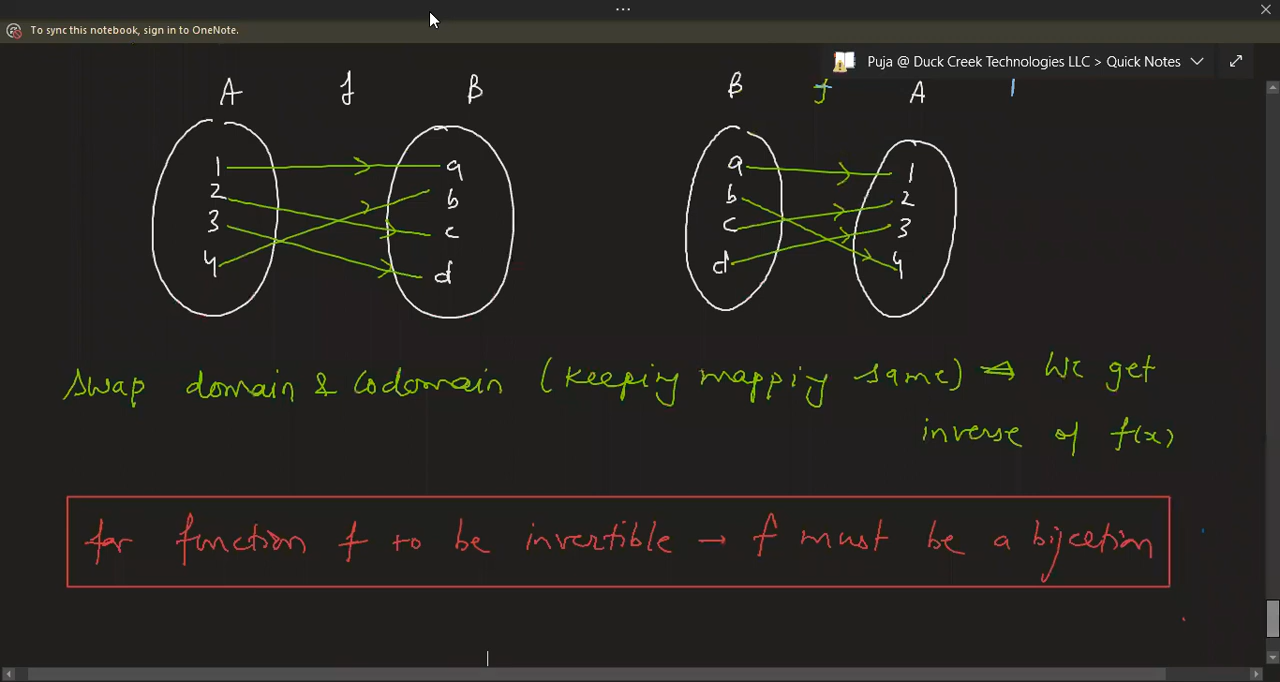 To sync this notebook, sign in to OneNote.
Puja @ Duck Creek Technologies LLC > Quick Notes
A f B
B f A
1 a
2 b
3 c
4 d
a 1
b 2
c 3
d 4
Swap domain & Codomain (Keeping mapping same) ⇒ We get
inverse of f(x)
for function f to be invertible → f must be a bijection